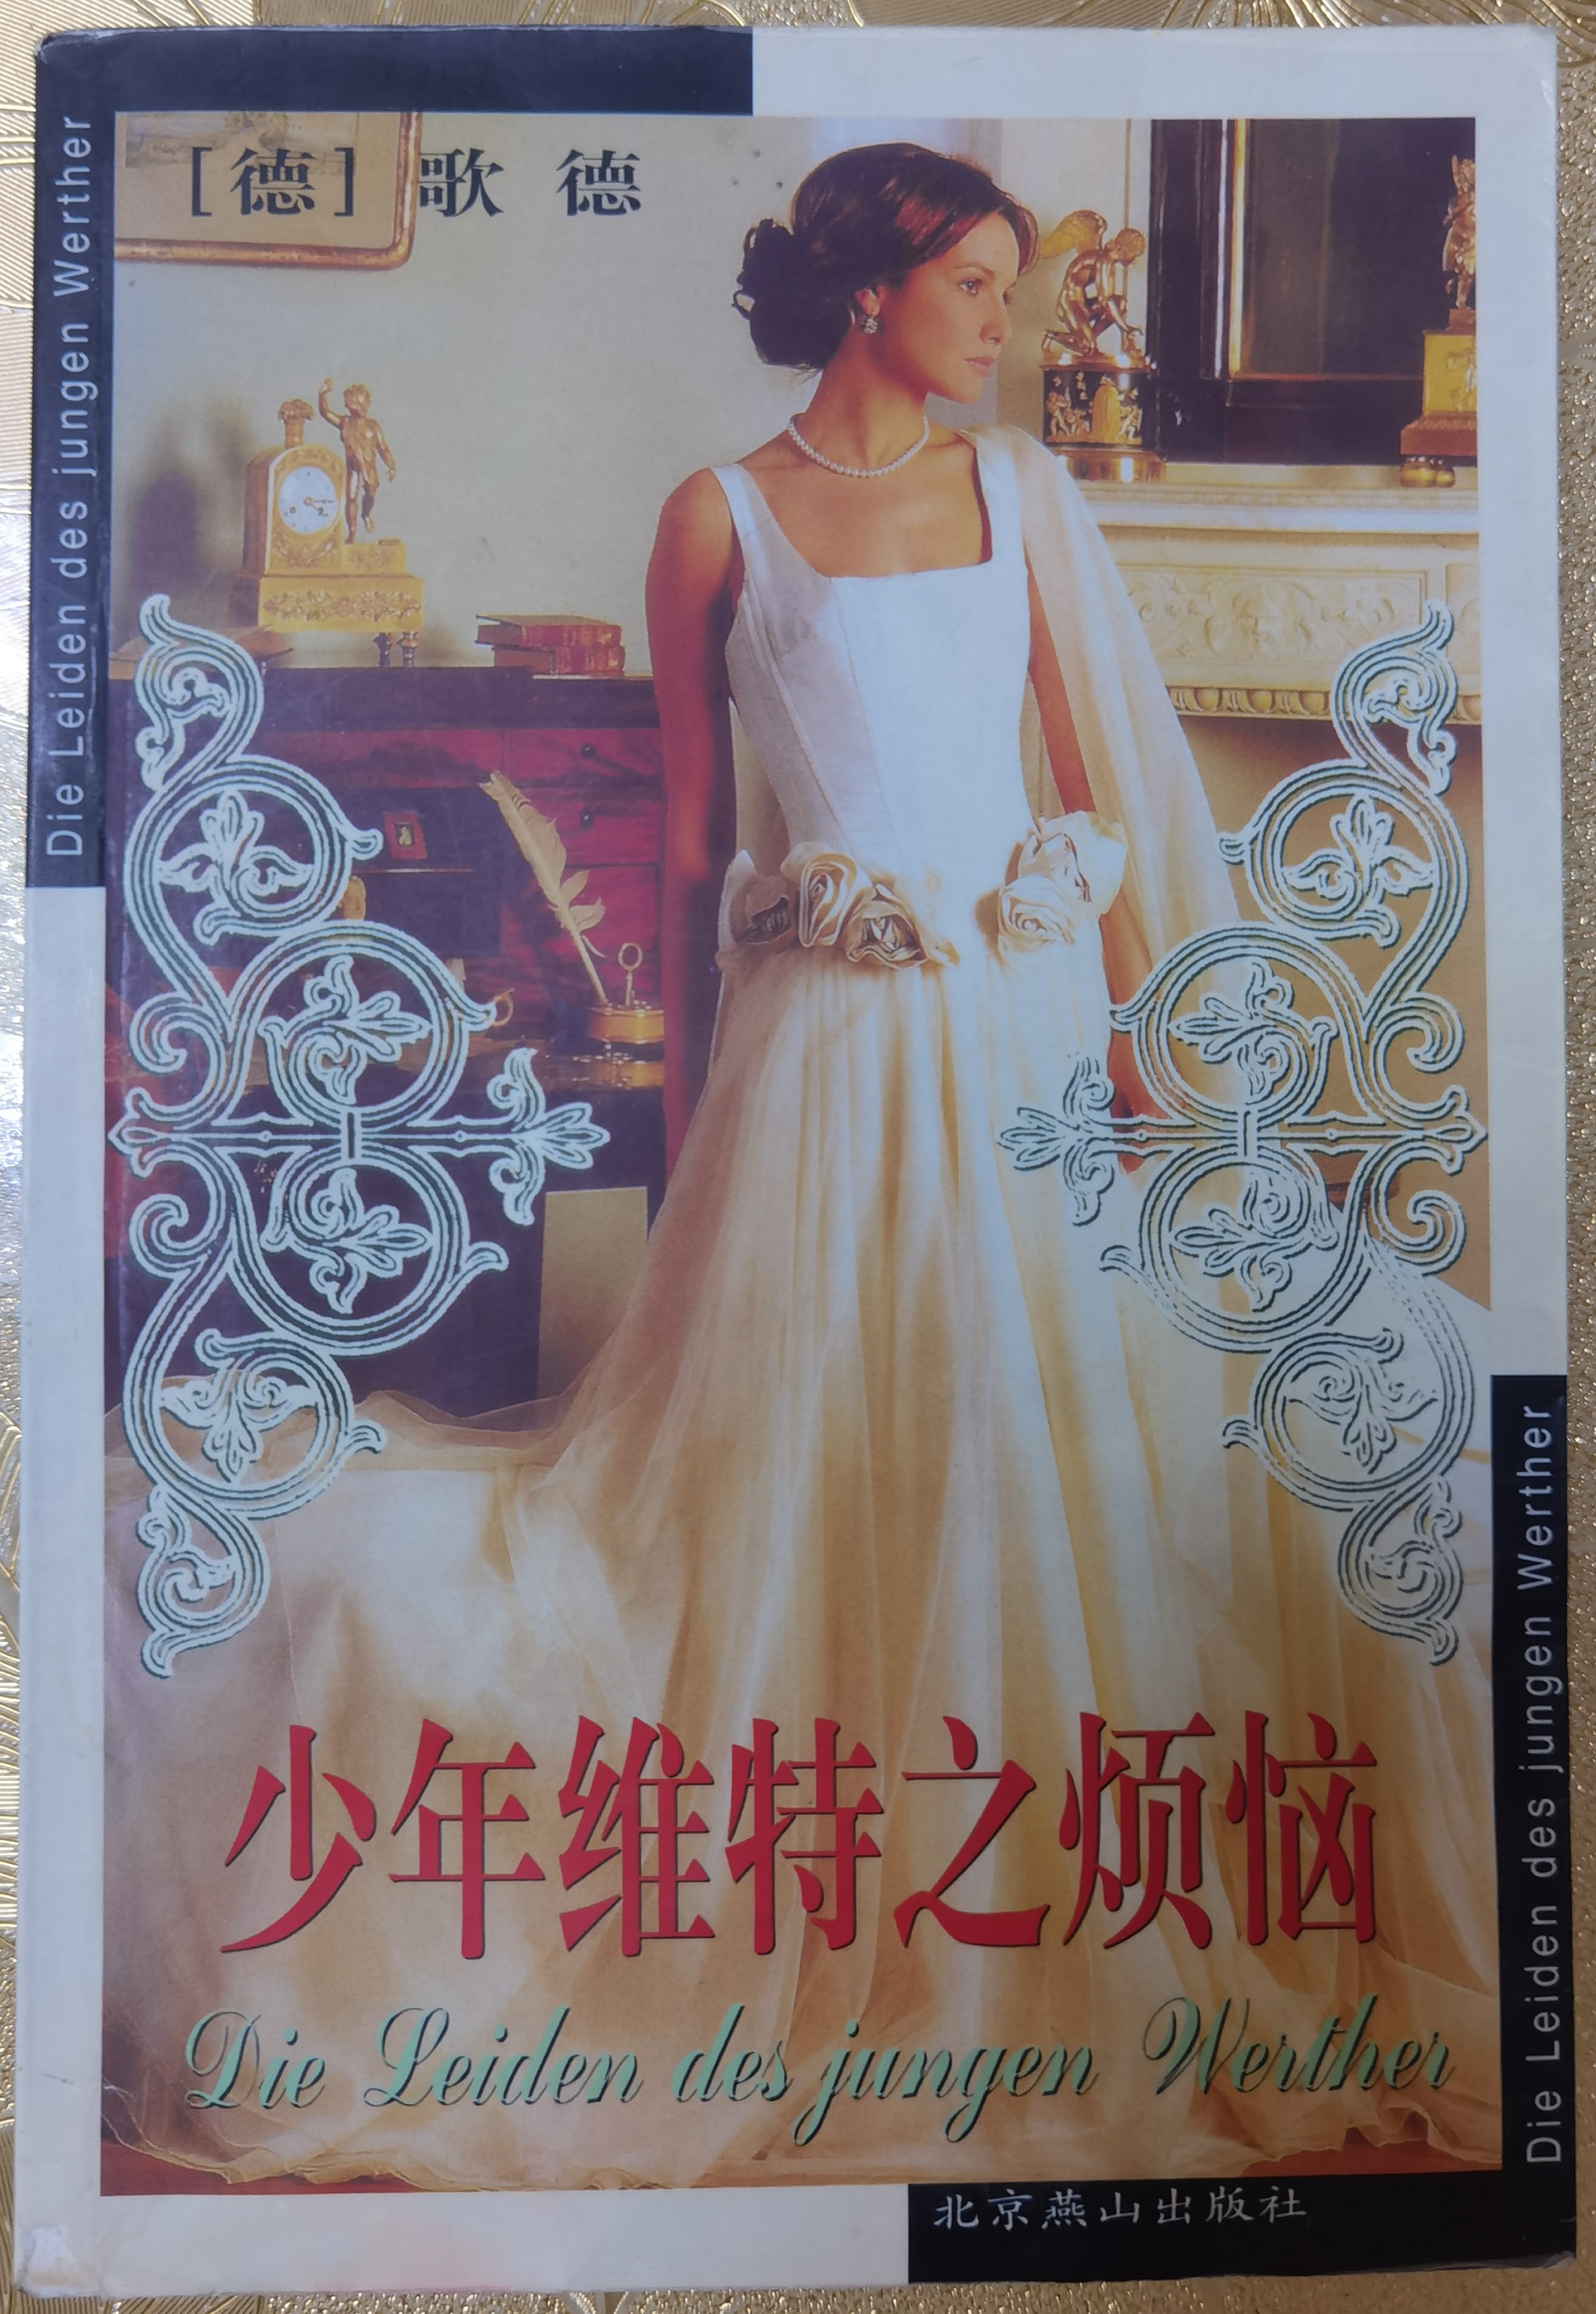 [德] 歌 德
Die Leiden des jungen Werther
少年维特之烦恼
Die Leiden des jungen Werther
Die Leiden des jungen Werther
北京燕山出版社